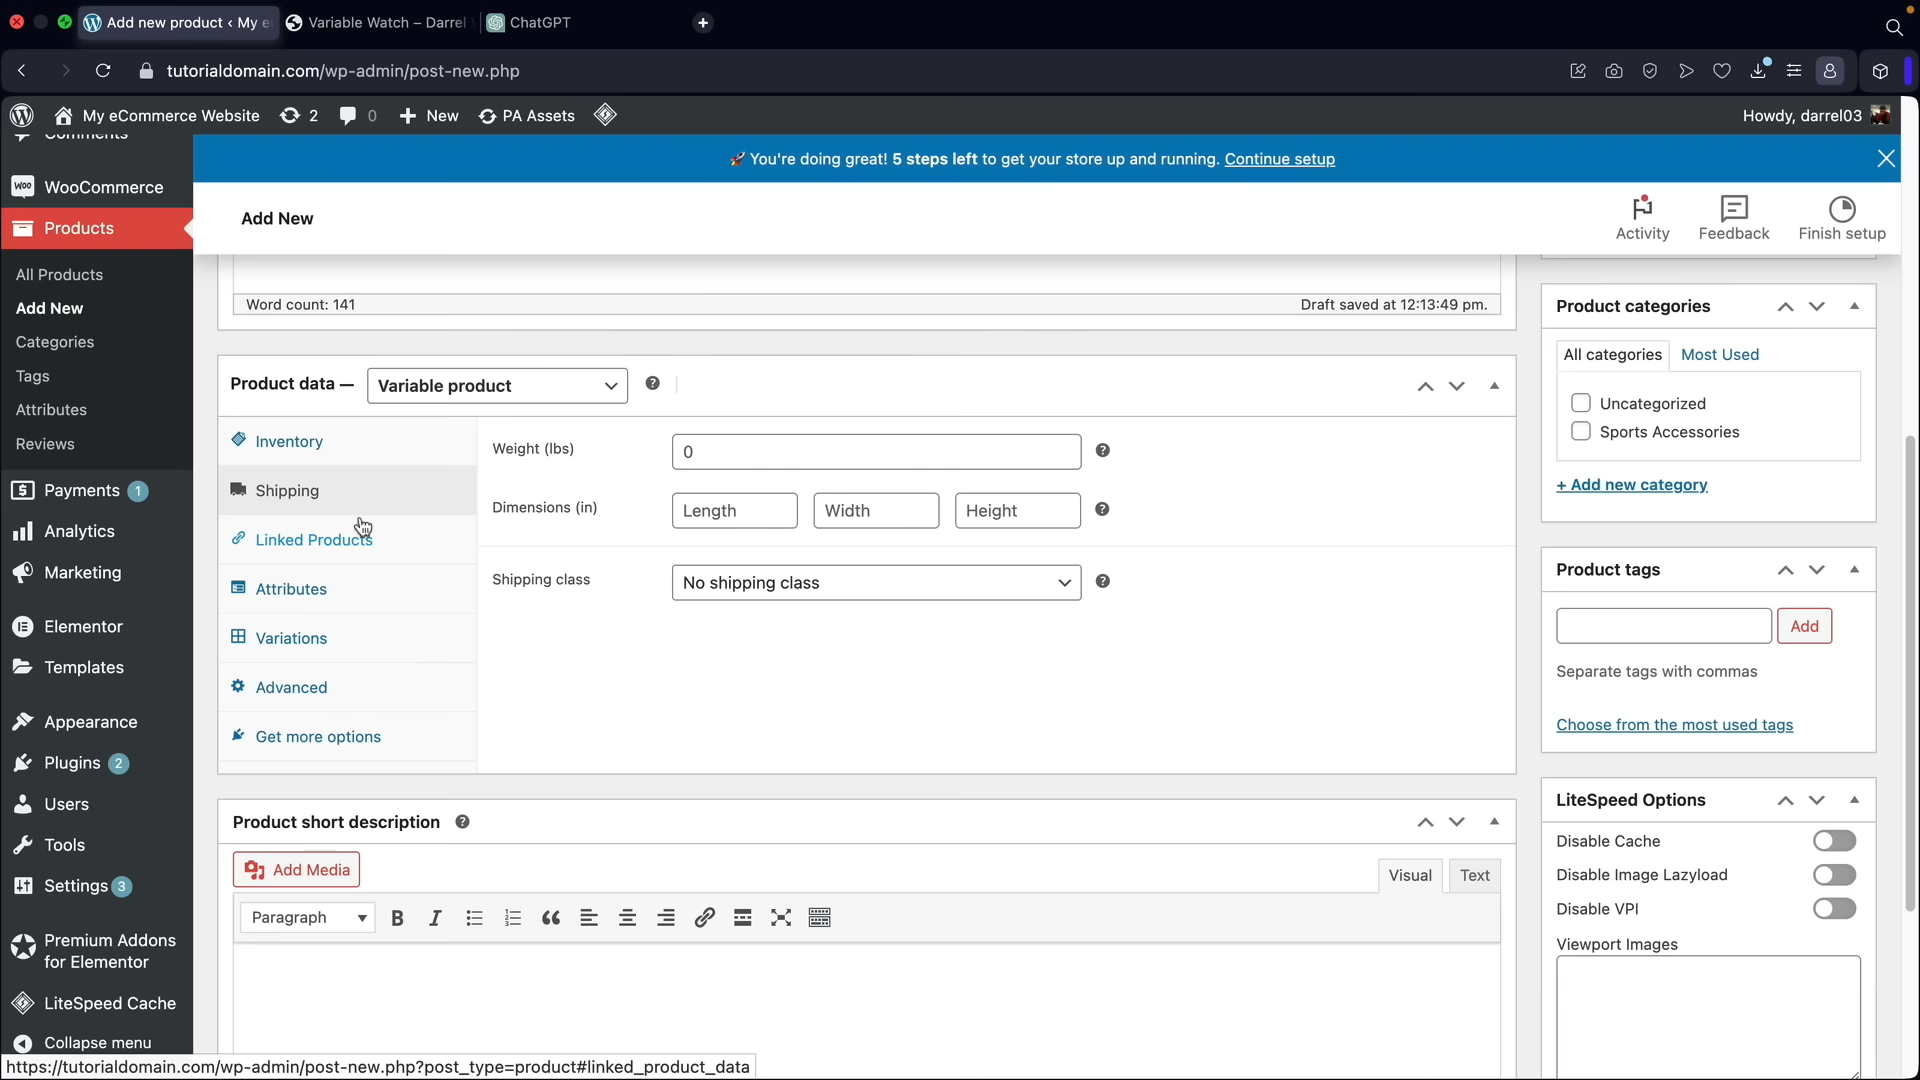 Add new product ‹ My e
Variable Watch – Darrel
ChatGPT
tutorialdomain.com/wp-admin/post-new.php
My eCommerce Website
2
0
New
PA Assets
Howdy, darrel03
Comments
WooCommerce
Products
All Products
Add New
Categories
Tags
Attributes
Reviews
Payments 1
Analytics
Marketing
Elementor
Templates
Appearance
Plugins 2
Users
Tools
Settings 3
Premium Addons
for Elementor
LiteSpeed Cache
Collapse menu
🚀 You're doing great! 5 steps left to get your store up and running. Continue setup
Add New
Activity
Feedback
Finish setup
Word count: 141
Draft saved at 12:13:49 pm.
Product data —
Variable product
Inventory
Shipping
Linked Products
Attributes
Variations
Advanced
Get more options
Weight (lbs)
0
Dimensions (in)
Length
Width
Height
Shipping class
No shipping class
Product short description
Add Media
Visual
Text
Paragraph
Product categories
All categories
Most Used
Uncategorized
Sports Accessories
+ Add new category
Product tags
Add
Separate tags with commas
Choose from the most used tags
LiteSpeed Options
Disable Cache
Disable Image Lazyload
Disable VPI
Viewport Images
https://tutorialdomain.com/wp-admin/post-new.php?post_type=product#linked_product_data